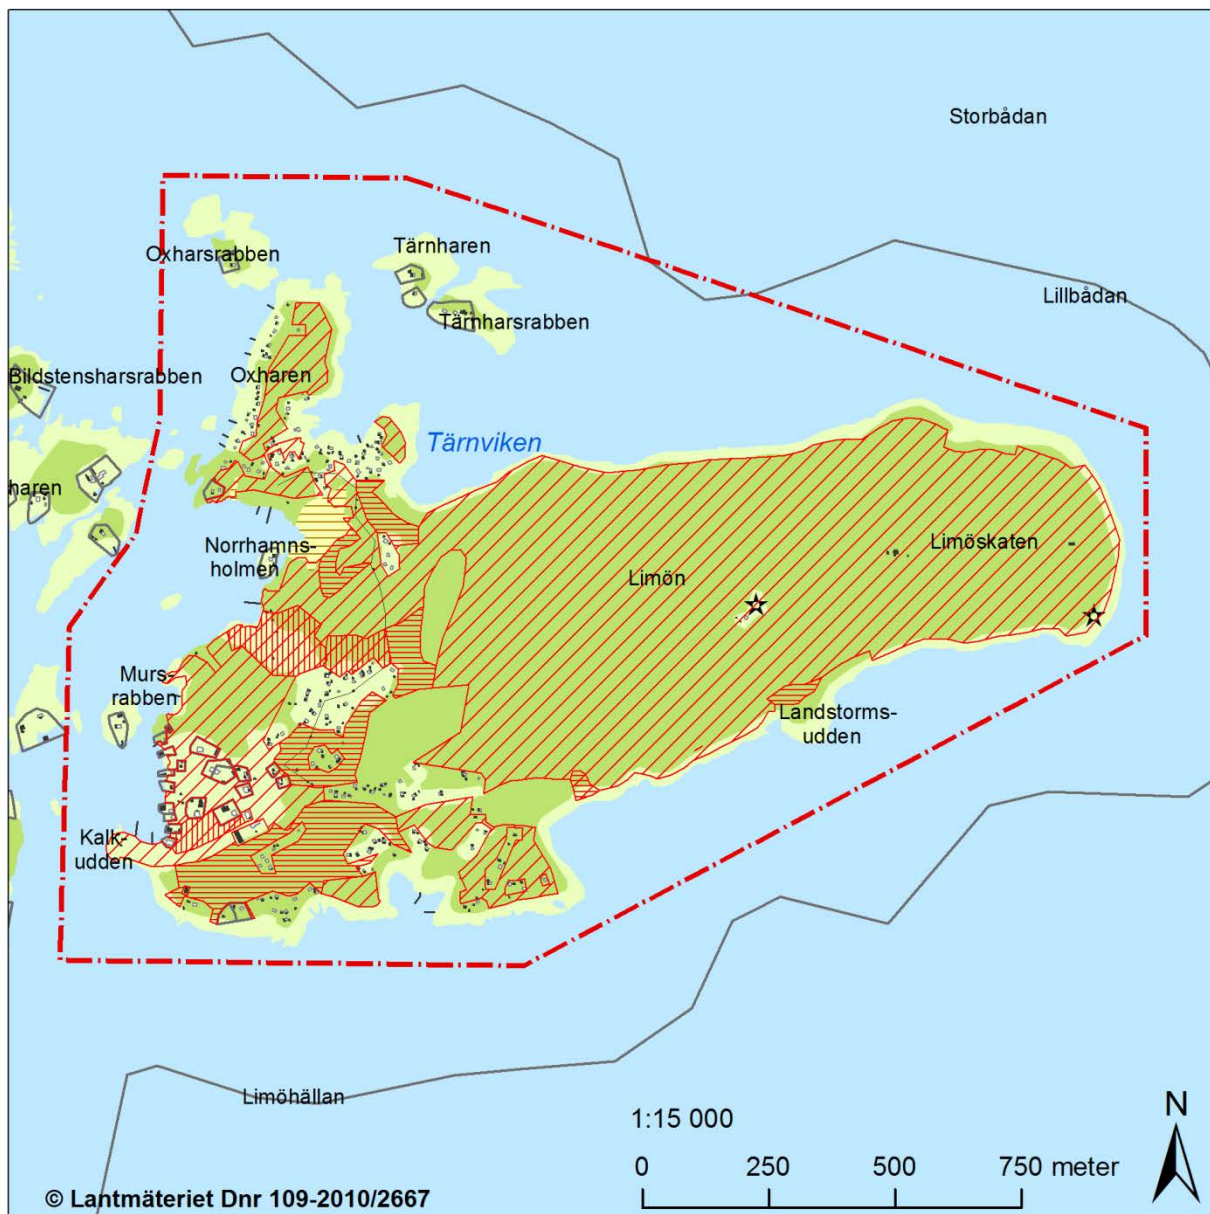 Storbådan
Oxharsrabben
Tärnharen
Lillbådan
Tärnharsrabben
Bildstensharsrabben
Oxharen
Tärnviken
haren
Norrhamns-
holmen
Limöskaten
Limön
Murs-
rabben
Landstorms-
udden
Kalk-
udden
Limöhällan
N
1:15 000
0 250 500 750 meter
© Lantmäteriet Dnr 109-2010/2667